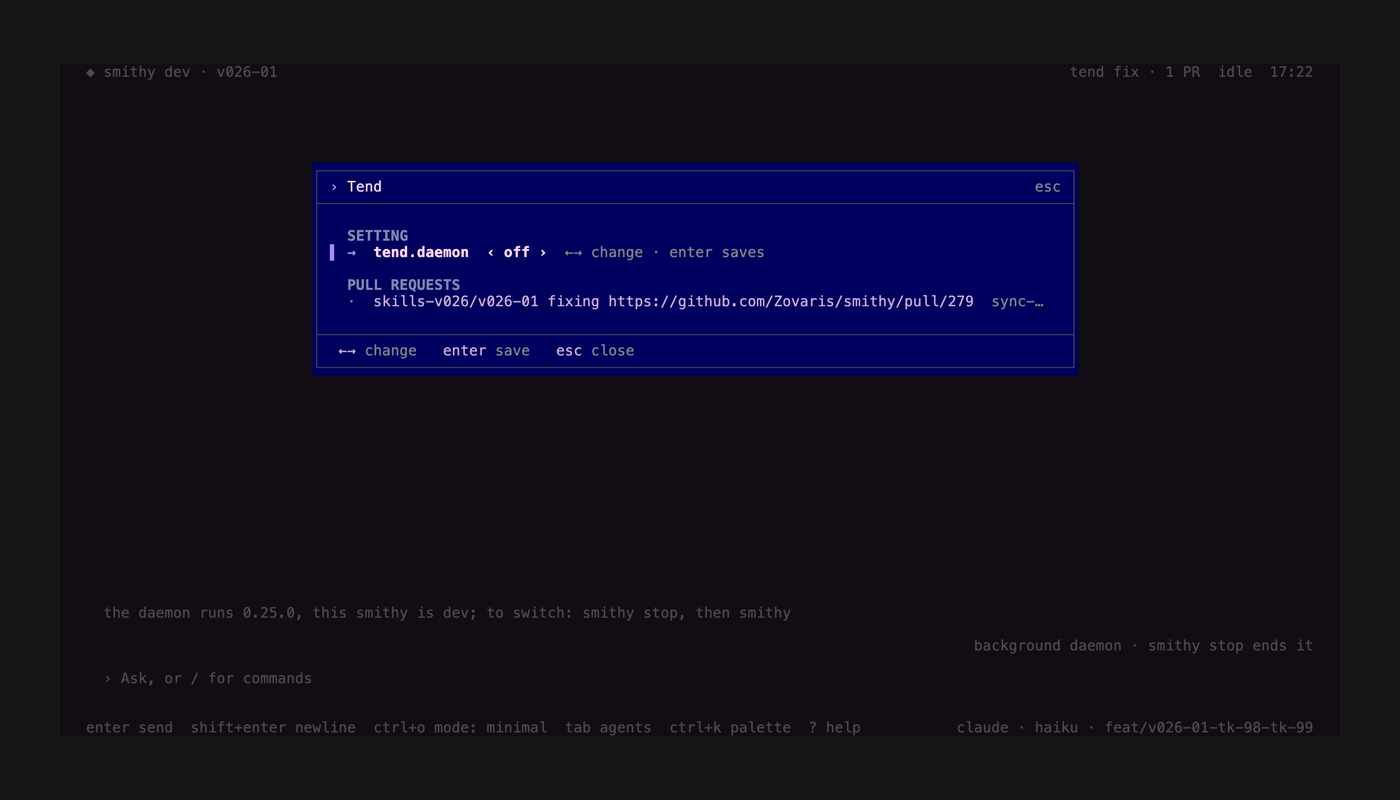 ◆ smithy dev · v026-01
tend fix · 1 PR  idle  17:22
› Tend
esc
SETTING
→  tend.daemon  ‹ off ›  ←→ change · enter saves
PULL REQUESTS
·  skills-v026/v026-01 fixing https://github.com/Zovaris/smithy/pull/279  sync-…
←→ change   enter save   esc close
the daemon runs 0.25.0, this smithy is dev; to switch: smithy stop, then smithy
background daemon · smithy stop ends it
› Ask, or / for commands
enter send  shift+enter newline  ctrl+o mode: minimal  tab agents  ctrl+k palette  ? help
claude · haiku · feat/v026-01-tk-98-tk-99